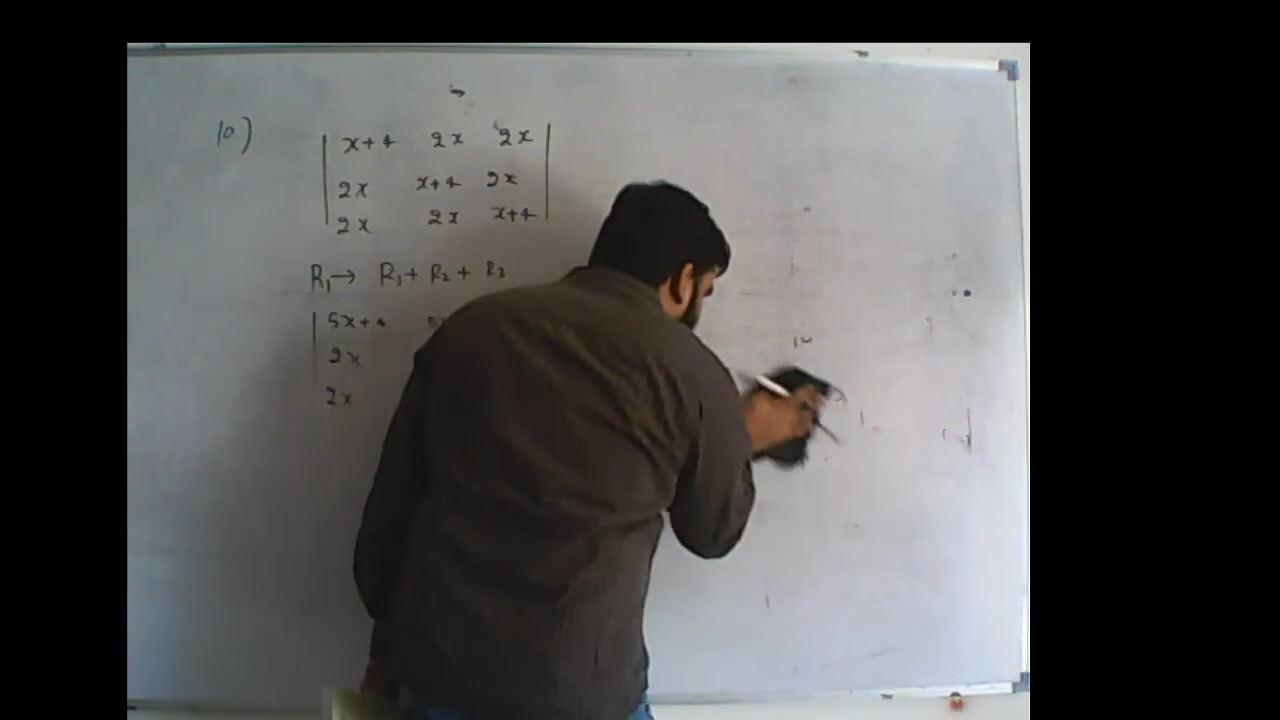 10)
| x+4 2x 2x |
| 2x x+4 2x |
| 2x 2x x+4 |
R₁→ R₁+ R₂ + R₃
| 5x+4
2x
2x